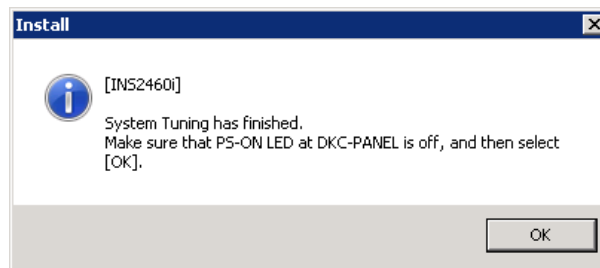 Install
[INS2460i]
System Tuning has finished.
Make sure that PS-ON LED at DKC-PANEL is off, and then select
[OK].
OK